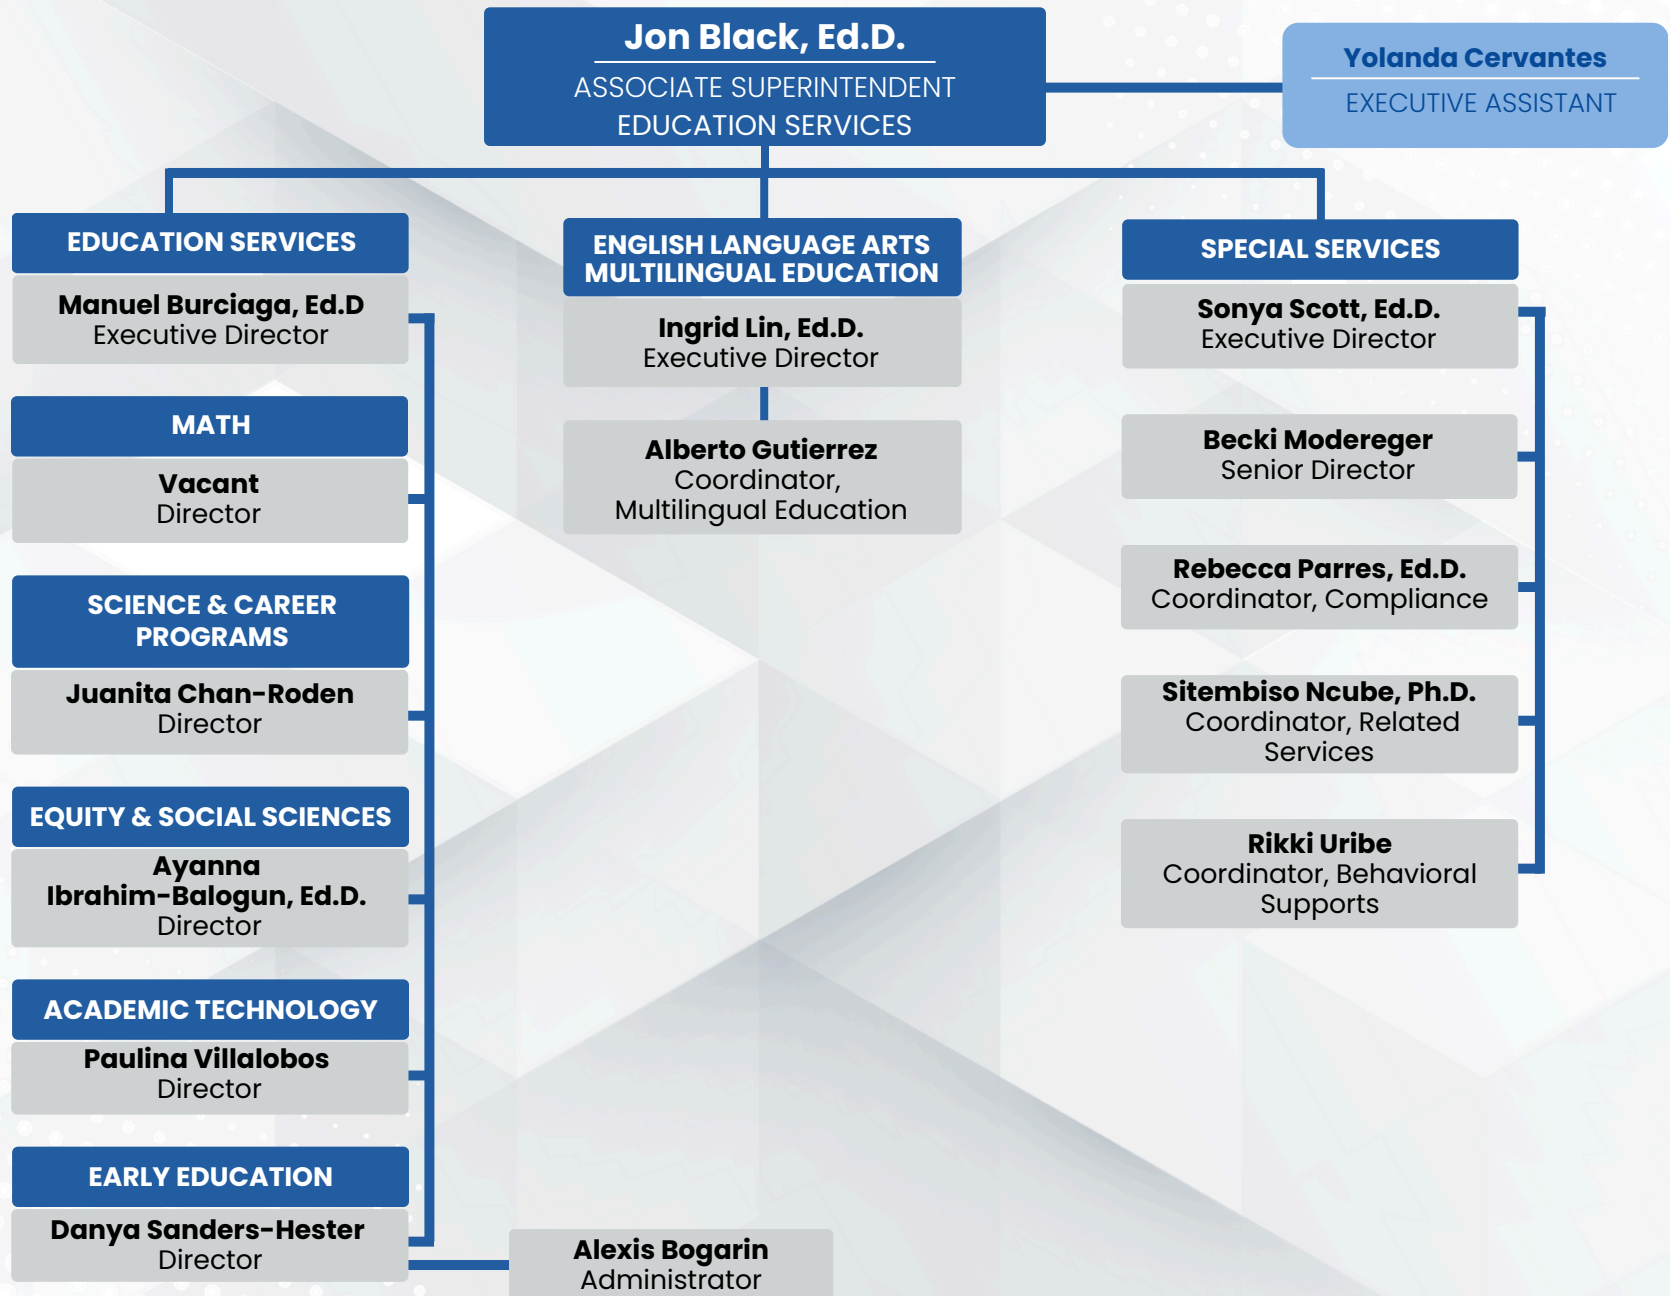 Jon Black, Ed.D.
ASSOCIATE SUPERINTENDENT
EDUCATION SERVICES
Yolanda Cervantes
EXECUTIVE ASSISTANT
EDUCATION SERVICES
Manuel Burciaga, Ed.D
Executive Director
MATH
Vacant
Director
SCIENCE & CAREER
PROGRAMS
Juanita Chan-Roden
Director
EQUITY & SOCIAL SCIENCES
Ayanna
Ibrahim-Balogun, Ed.D.
Director
ACADEMIC TECHNOLOGY
Paulina Villalobos
Director
EARLY EDUCATION
Danya Sanders-Hester
Director
Alexis Bogarin
Administrator
ENGLISH LANGUAGE ARTS
MULTILINGUAL EDUCATION
Ingrid Lin, Ed.D.
Executive Director
Alberto Gutierrez
Coordinator,
Multilingual Education
SPECIAL SERVICES
Sonya Scott, Ed.D.
Executive Director
Becki Modereger
Senior Director
Rebecca Parres, Ed.D.
Coordinator, Compliance
Sitembiso Ncube, Ph.D.
Coordinator, Related
Services
Rikki Uribe
Coordinator, Behavioral
Supports